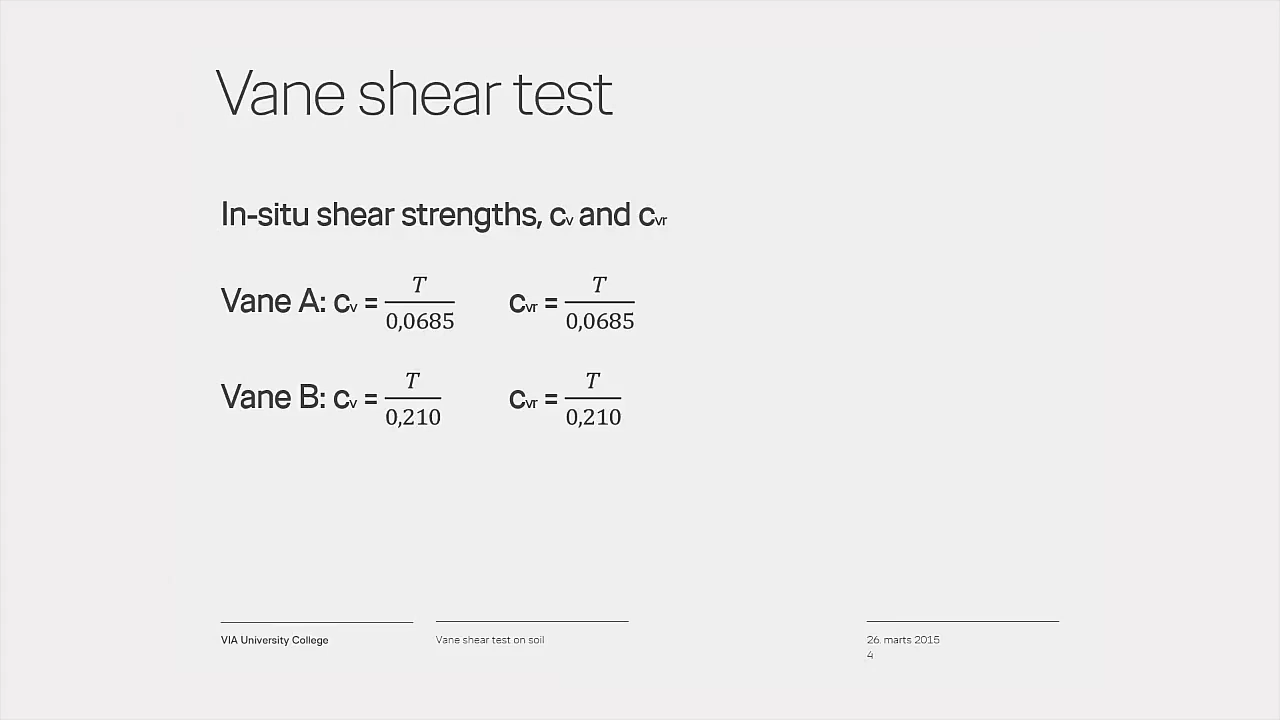 Vane shear test
In-situ shear strengths, cv and cvr
Vane A: cv = T/0,0685 cvr = T/0,0685
Vane B: cv = T/0,210 cvr = T/0,210
VIA University College
Vane shear test on soil
26. marts 2015
4